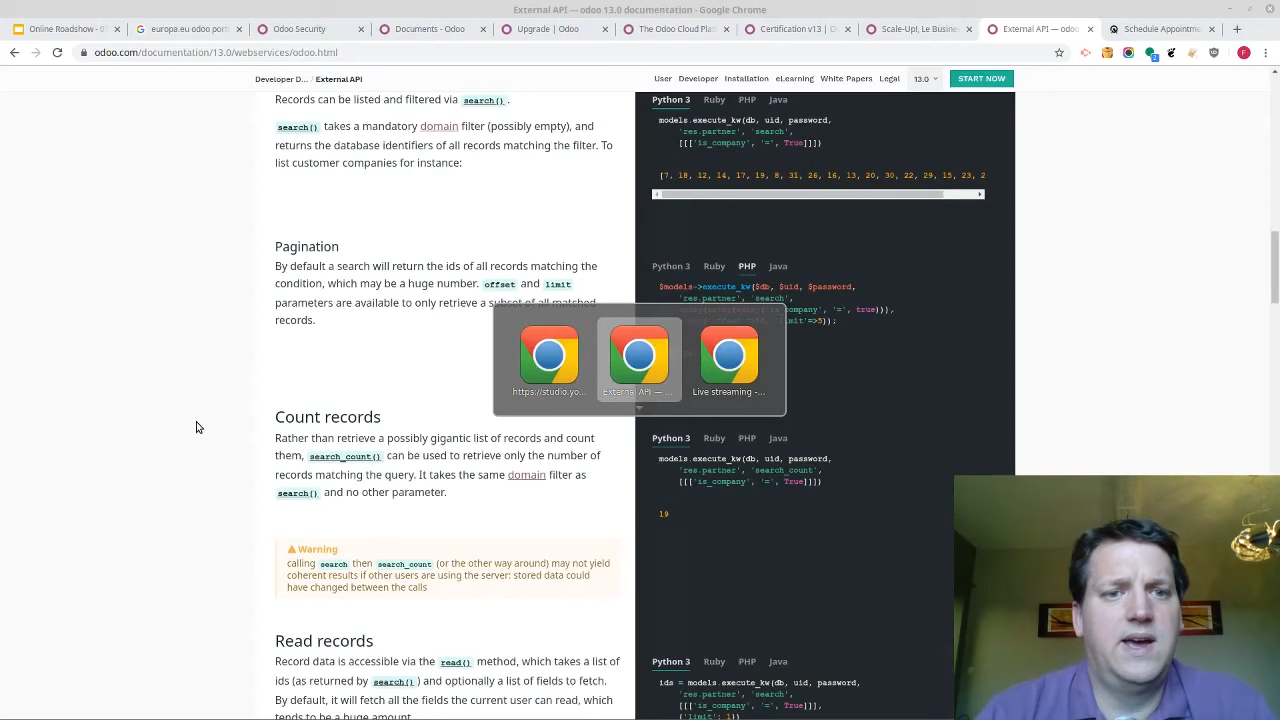 External API — odoo 13.0 documentation - Google Chrome
Online Roadshow - 07
europa.eu odoo porn
Odoo Security
Documents - Odoo
Upgrade | Odoo
The Odoo Cloud Platf
Certification v13 | O
Scale-Up!, Le Busines
External API — odoo
Schedule Appointme
odoo.com/documentation/13.0/webservices/odoo.html
F
Developer D... / External API
User Developer Installation eLearning White Papers Legal 13.0 START NOW
Records can be listed and filtered via search().
search() takes a mandatory domain filter (possibly empty), and
returns the database identifiers of all records matching the filter. To
list customer companies for instance:
Python 3 Ruby PHP Java
models.execute_kw(db, uid, password,
'res.partner', 'search',
[[['is_company', '=', True]]])
[7, 18, 12, 14, 17, 19, 8, 31, 26, 16, 13, 20, 30, 22, 29, 15, 23, 2
Pagination
By default a search will return the ids of all records matching the
condition, which may be a huge number. offset and limit
parameters are available to only retrieve a subset of all matched
records.
Python 3 Ruby PHP Java
$models->execute_kw($db, $uid, $password,
'res.partner', 'search',
company', '=', true))),
limit'=>5));
https://studio.yo...
External API — ...
Live streaming -...
Count records
Rather than retrieve a possibly gigantic list of records and count
them, search_count() can be used to retrieve only the number of
records matching the query. It takes the same domain filter as
search() and no other parameter.
Python 3 Ruby PHP Java
models.execute_kw(db, uid, password,
'res.partner', 'search_count',
[[['is_company', '=', True]]])
19
Warning
calling search then search_count (or the other way around) may not yield
coherent results if other users are using the server: stored data could
have changed between the calls
Read records
Record data is accessible via the read() method, which takes a list of
ids (as returned by search()) and optionally a list of fields to fetch.
By default, it will fetch all the fields the current user can read, which
tends to be a huge amount.
Python 3 Ruby PHP Java
ids = models.execute_kw(db, uid, password,
'res.partner', 'search',
[[['is_company', '=', True]]],
{'limit': 1})